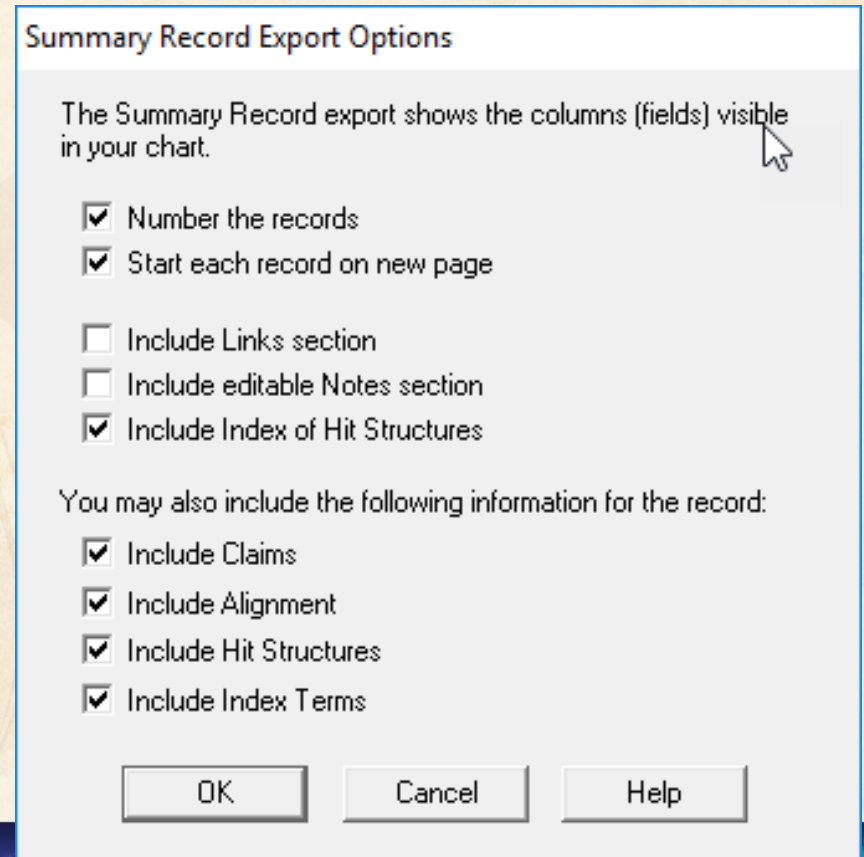 Summary Record Export Options
The Summary Record export shows the columns (fields) visible
in your chart.
Number the records
Start each record on new page
Include Links section
Include editable Notes section
Include Index of Hit Structures
You may also include the following information for the record:
Include Claims
Include Alignment
Include Hit Structures
Include Index Terms
OK
Cancel
Help